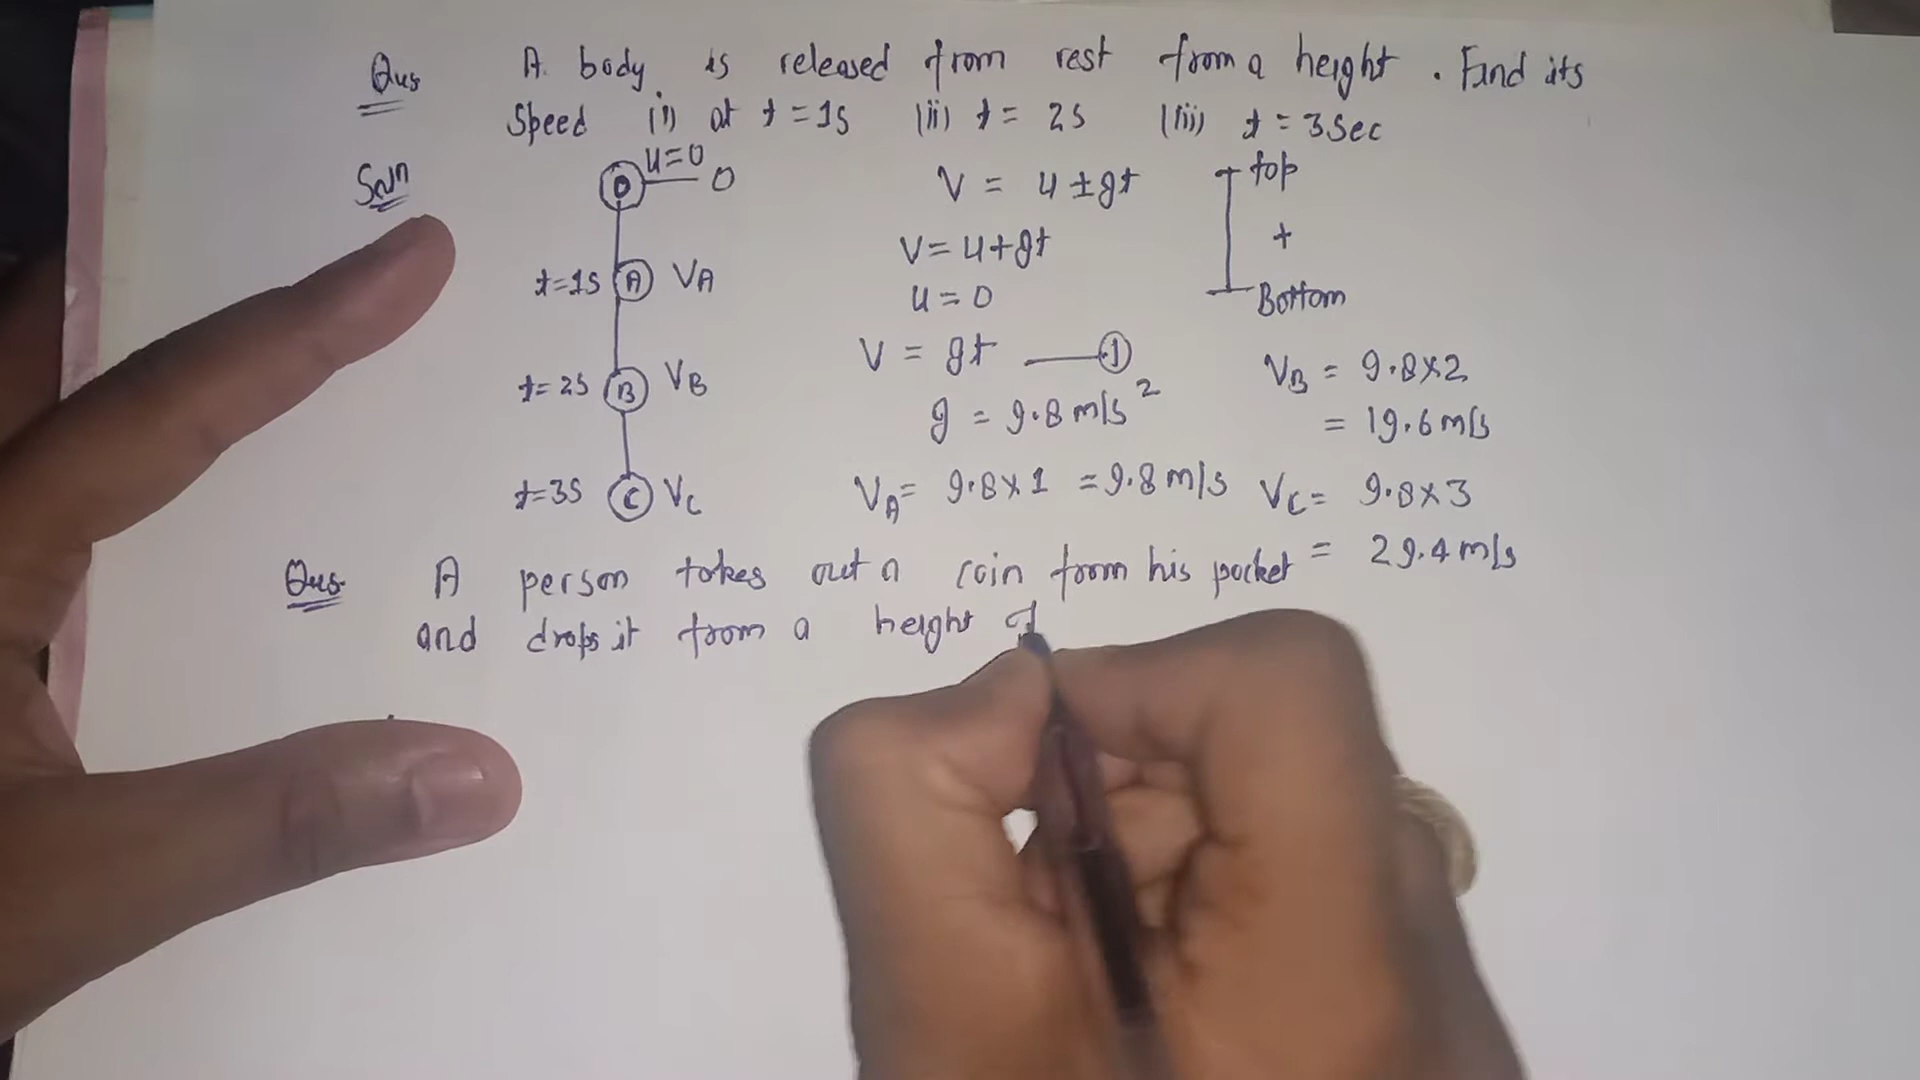 Qus A body is released from rest from a height. Find its
speed (i) at t = 1s (ii) t = 2s (iii) t = 3sec
Soln
u=0
O
t=1s A VA
t=2s B VB
t=3s C VC
V = u ± gt
V = u + gt
u = 0
V = gt —— 1
g = 9.8 m/s²
VA = 9.8×1 = 9.8 m/s
top
+
Bottom
VB = 9.8×2
= 19.6 m/s
VC = 9.8×3
= 29.4 m/s
Qus. A person takes out a coin from his pocket
and drops it from a height of